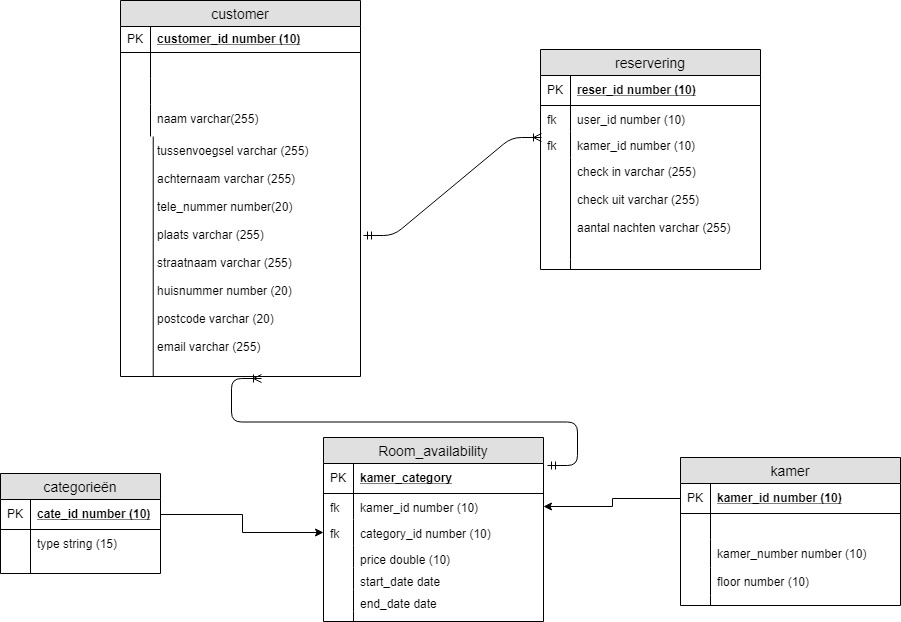 customer
PK customer_id number (10)
naam varchar(255)
tussenvoegsel varchar (255)
achternaam varchar (255)
tele_nummer number(20)
plaats varchar (255)
straatnaam varchar (255)
huisnummer number (20)
postcode varchar (20)
email varchar (255)
reservering
PK reser_id number (10)
fk user_id number (10)
fk kamer_id number (10)
check in varchar (255)
check uit varchar (255)
aantal nachten varchar (255)
categorieën
PK cate_id number (10)
type string (15)
Room_availability
PK kamer_category
fk kamer_id number (10)
fk category_id number (10)
price double (10)
start_date date
end_date date
kamer
PK kamer_id number (10)
kamer_number number (10)
floor number (10)